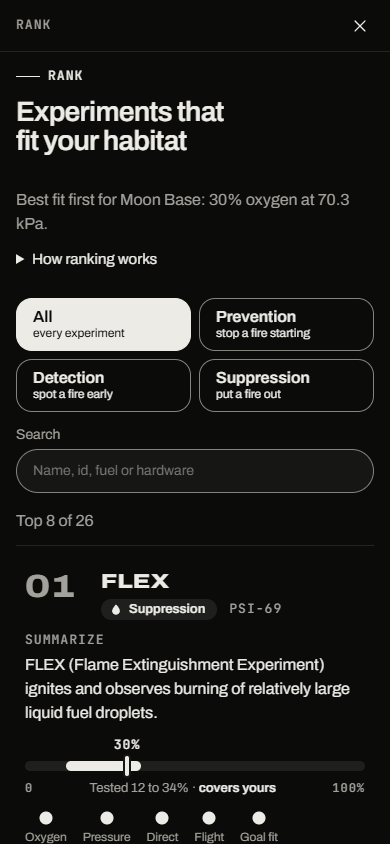 RANK
RANK
Experiments that
fit your habitat
Best fit first for Moon Base: 30% oxygen at 70.3
kPa.
How ranking works
All
every experiment
Prevention
stop a fire starting
Detection
spot a fire early
Suppression
put a fire out
Search
Name, id, fuel or hardware
Top 8 of 26
01
FLEX
Suppression
PSI-69
SUMMARIZE
FLEX (Flame Extinguishment Experiment)
ignites and observes burning of relatively large
liquid fuel droplets.
30%
0
Tested 12 to 34% · covers yours
100%
Oxygen
Pressure
Direct
Flight
Goal fit